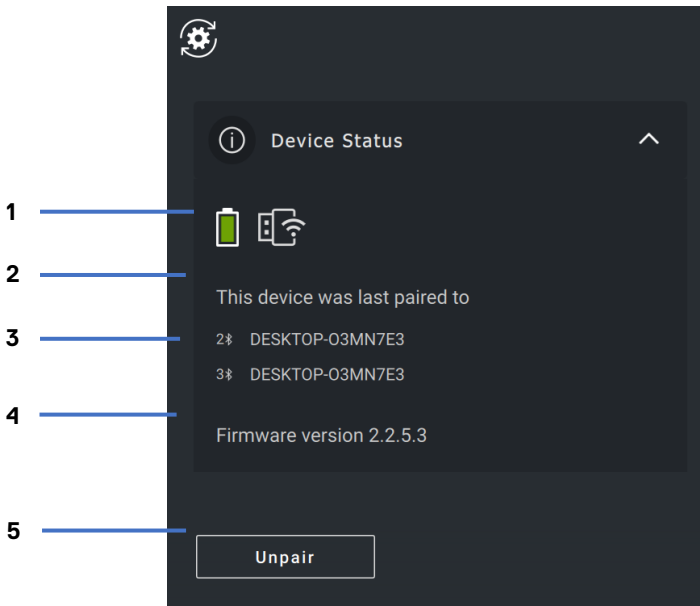 Device Status
1
2
This device was last paired to
3
2 DESKTOP-O3MN7E3
3 DESKTOP-O3MN7E3
4
Firmware version 2.2.5.3
5
Unpair